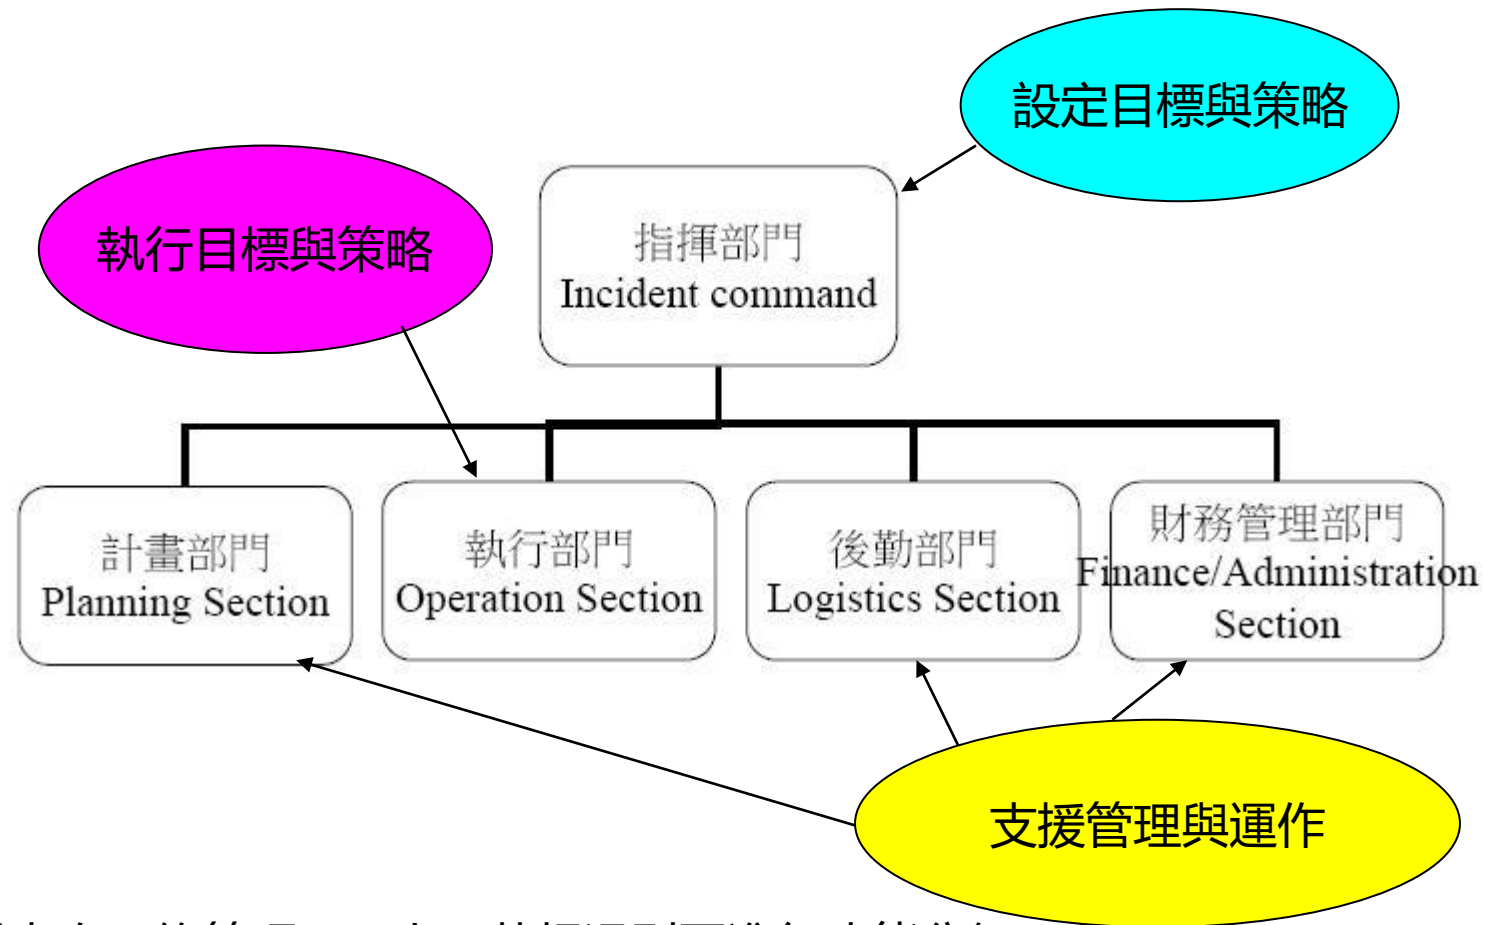 設定目標與策略
執行目標與策略
指揮部門
Incident command
計畫部門
Planning Section
執行部門
Operation Section
後勤部門
Logistics Section
財務管理部門
Finance/Administration
Section
支援管理與運作